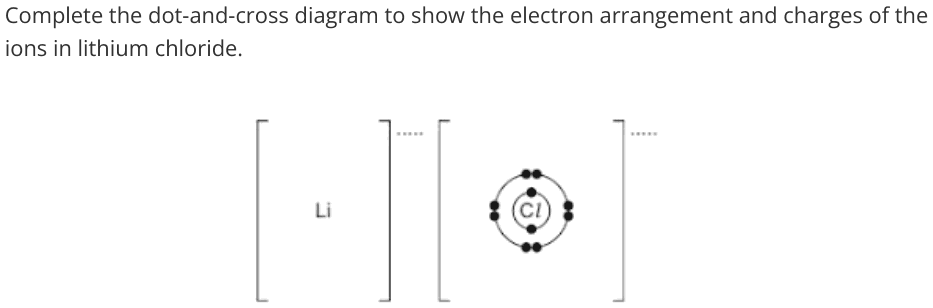 Complete the dot-and-cross diagram to show the electron arrangement and charges of the
ions in lithium chloride.
Li
Cl